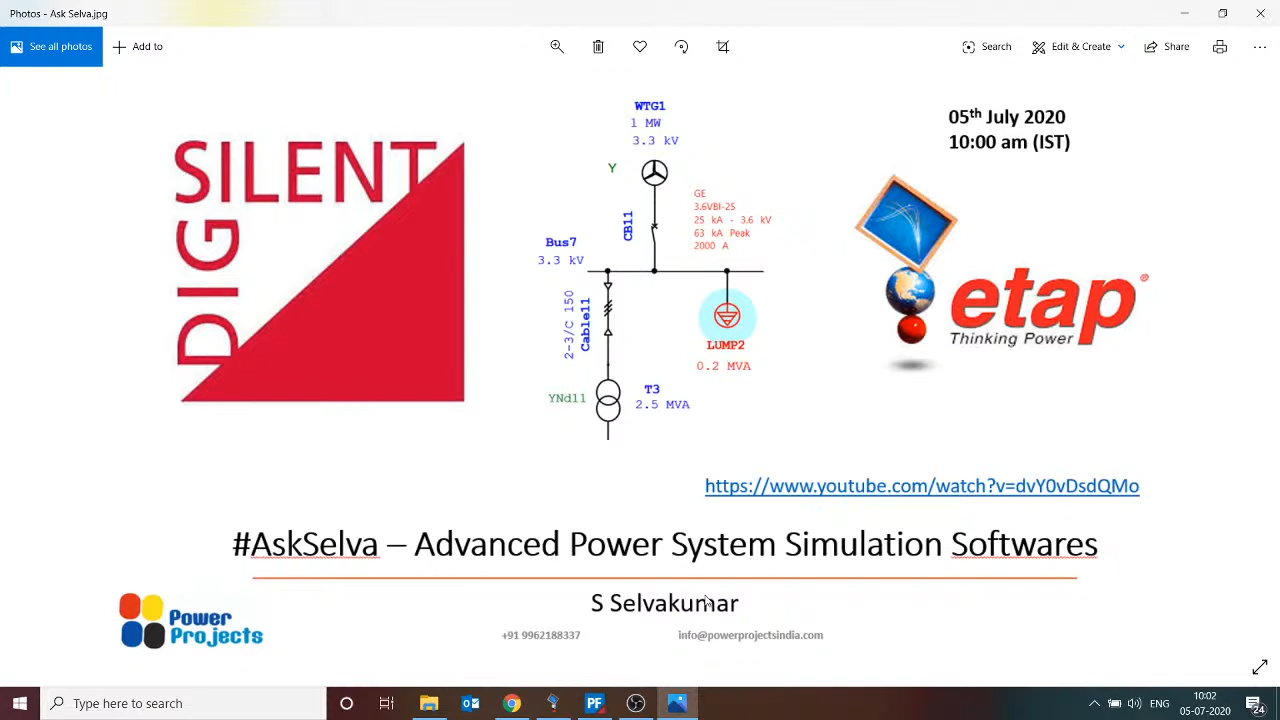 Photos - Ask Selva.jpg
See all photos
Add to
Search
Edit & Create
Share
05th July 2020
10:00 am (IST)
DIGSILENT
WTG1
1 MW
3.3 kV
Y
CB11
GE
3.6VBI-25
25 kA - 3.6 kV
63 kA Peak
2000 A
Bus7
3.3 kV
2-3/C 150
Cable11
LUMP2
0.2 MVA
YNd11
T3
2.5 MVA
etap®
Thinking Power
https://www.youtube.com/watch?v=dvY0vDsdQMo
#AskSelva – Advanced Power System Simulation Softwares
S Selvakumar
Power Projects
+91 9962188337
info@powerprojectsindia.com
Type here to search
PF
ENG
10:02
05-07-2020
24